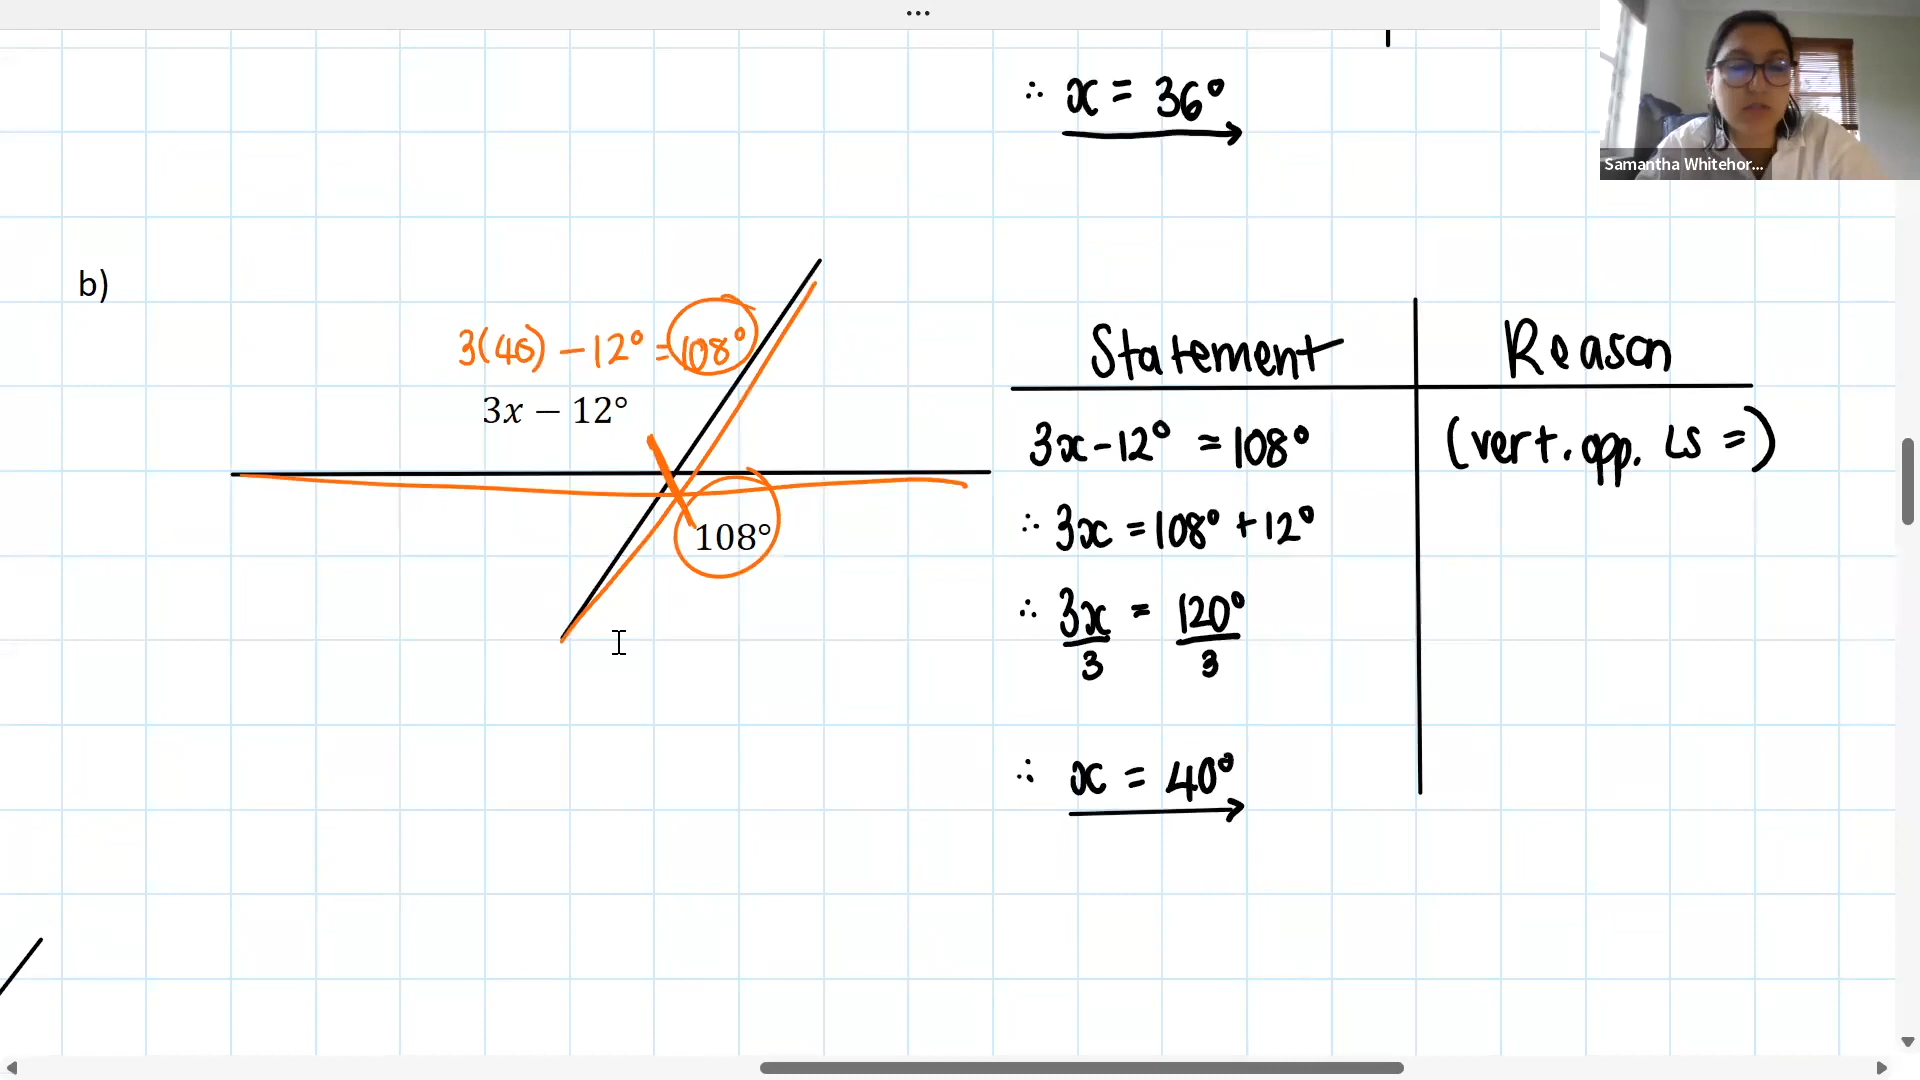 ∴ x = 36°
Samantha Whitehor...
b)
3(40) − 12° = 108°
3x − 12°
108°
Statement Reason
3x − 12° = 108° (vert. opp. ∠s =)
∴ 3x = 108° + 12°
∴ 3x/3 = 120°/3
∴ x = 40°